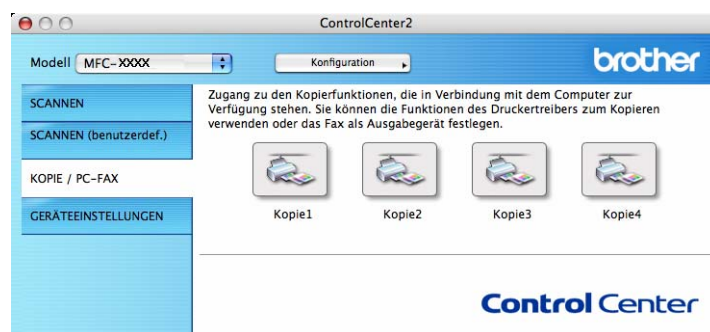 ControlCenter2
Modell MFC-XXXX Konfiguration brother
SCANNEN
SCANNEN (benutzerdef.)
KOPIE / PC-FAX
GERÄTEEINSTELLUNGEN
Zugang zu den Kopierfunktionen, die in Verbindung mit dem Computer zur
Verfügung stehen. Sie können die Funktionen des Druckertreibers zum Kopieren
verwenden oder das Fax als Ausgabegerät festlegen.
Kopie1 Kopie2 Kopie3 Kopie4
Control Center